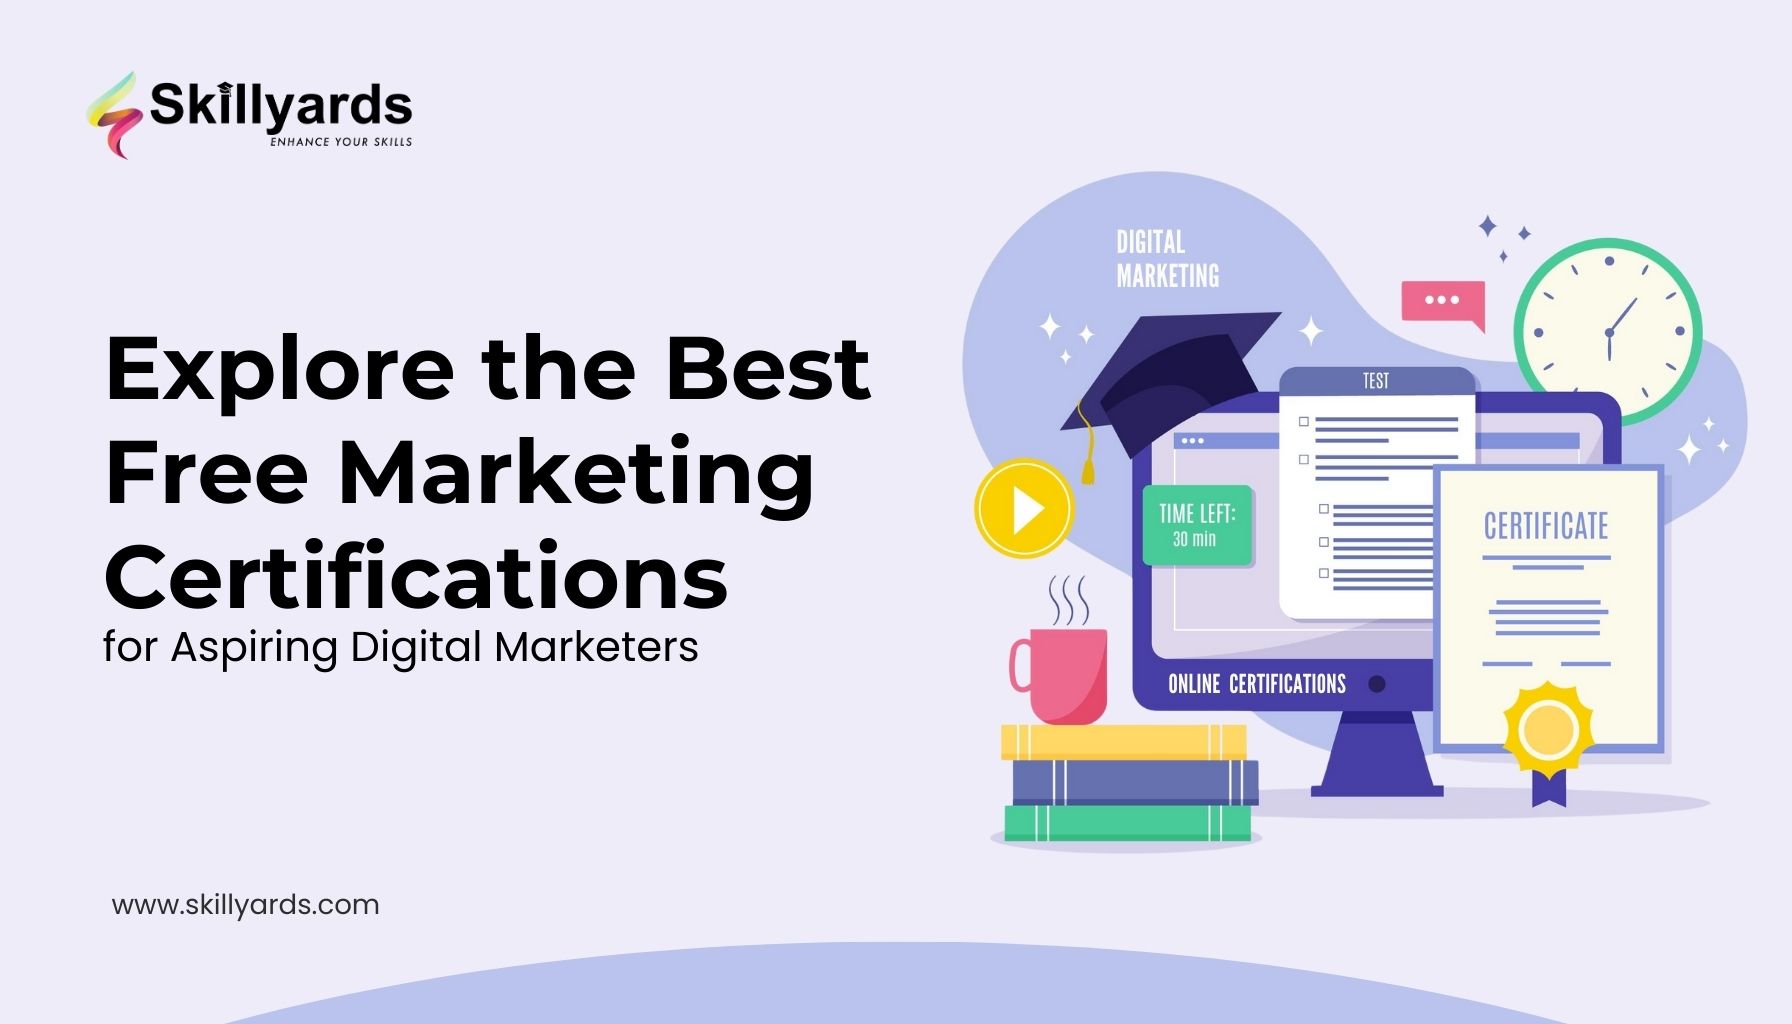 Skillyards
ENHANCE YOUR SKILLS
Explore the Best
Free Marketing
Certifications
for Aspiring Digital Marketers
www.skillyards.com
DIGITAL
MARKETING
TEST
TIME LEFT:
30 min
CERTIFICATE
ONLINE CERTIFICATIONS